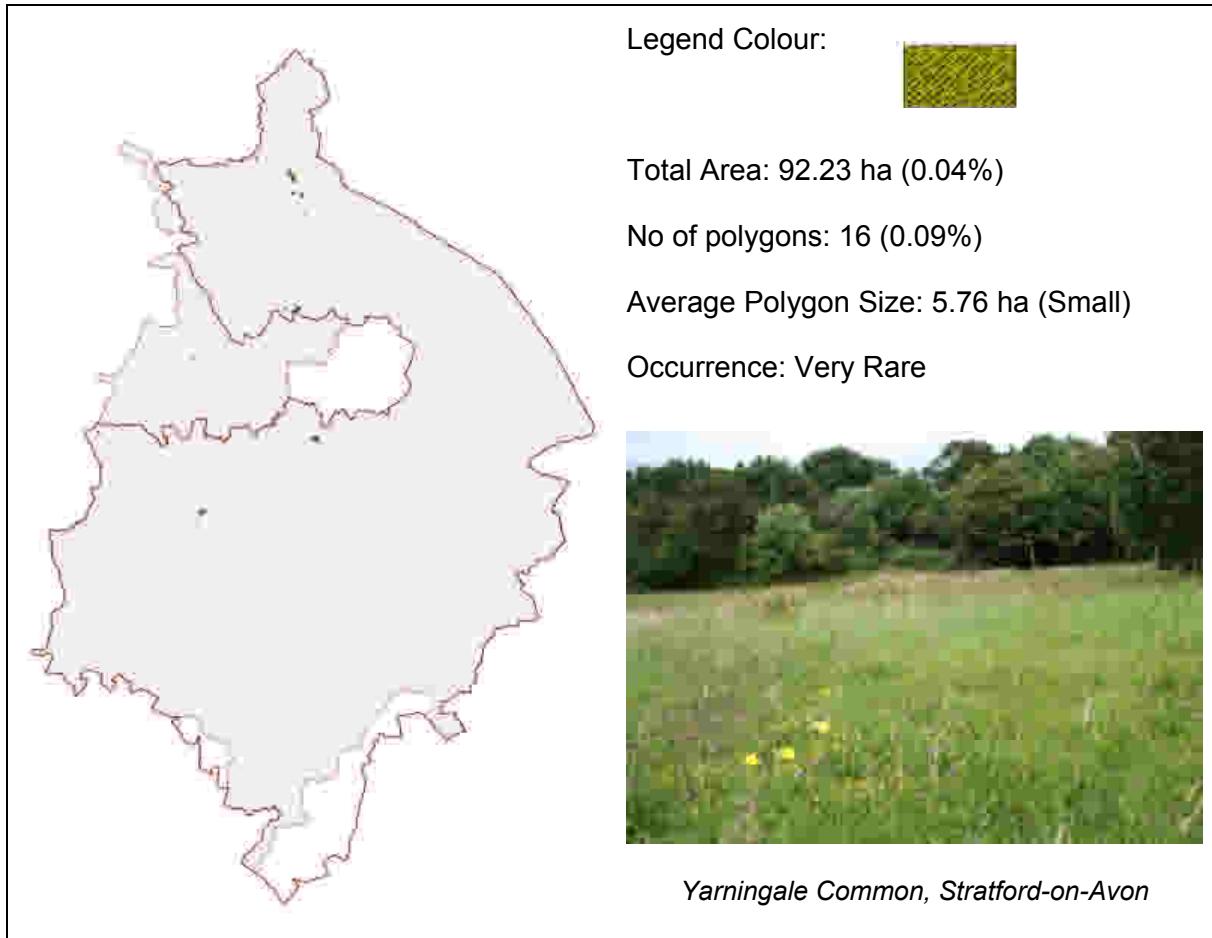 Legend Colour:
Total Area: 92.23 ha (0.04%)
No of polygons: 16 (0.09%)
Average Polygon Size: 5.76 ha (Small)
Occurrence: Very Rare
Yarningale Common, Stratford-on-Avon